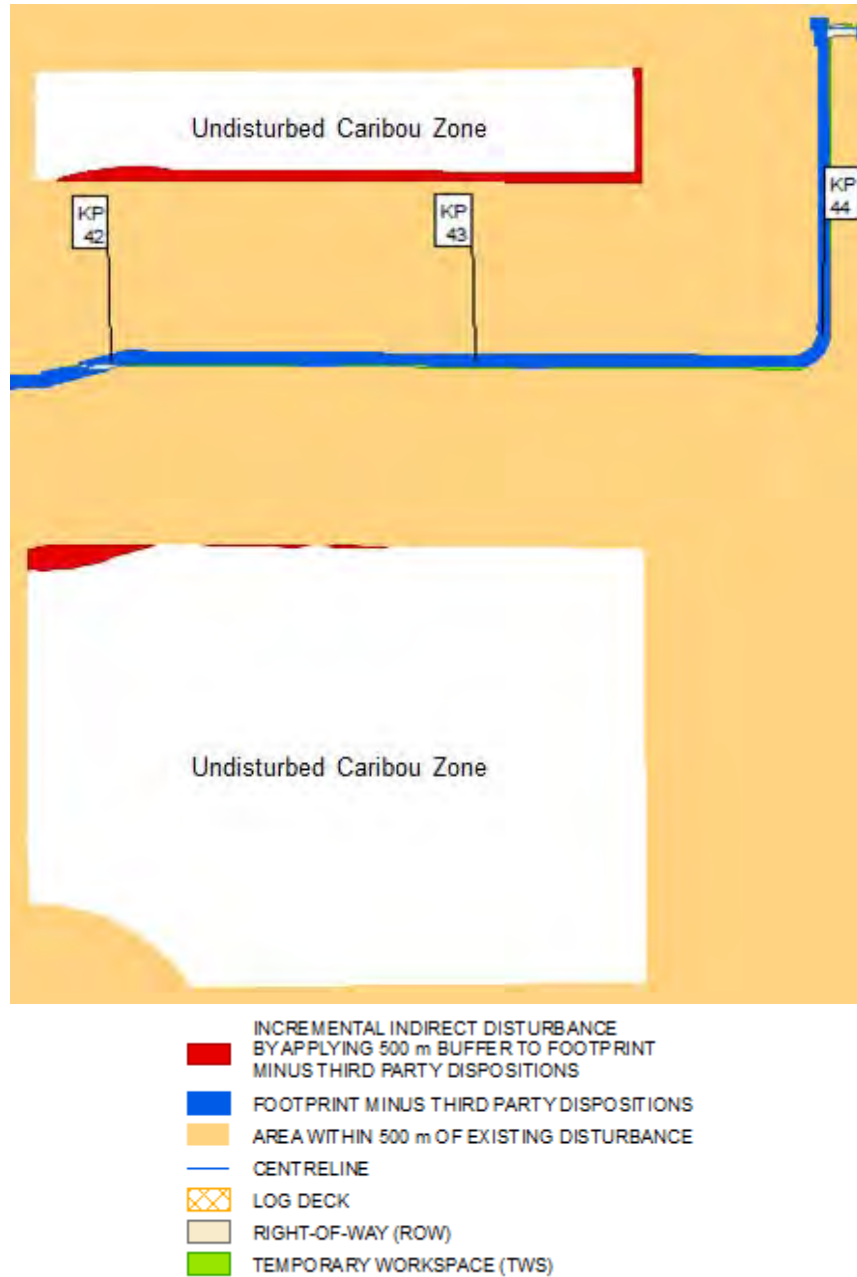 Undisturbed Caribou Zone
KP
42
KP
43
KP
44
Undisturbed Caribou Zone
INCREMENTAL INDIRECT DISTURBANCE
BY APPLYING 500 m BUFFER TO FOOTPRINT
MINUS THIRD PARTY DISPOSITIONS
FOOTPRINT MINUS THIRD PARTY DISPOSITIONS
AREA WITHIN 500 m OF EXISTING DISTURBANCE
CENTRELINE
LOG DECK
RIGHT-OF-WAY (ROW)
TEMPORARY WORKSPACE (TWS)